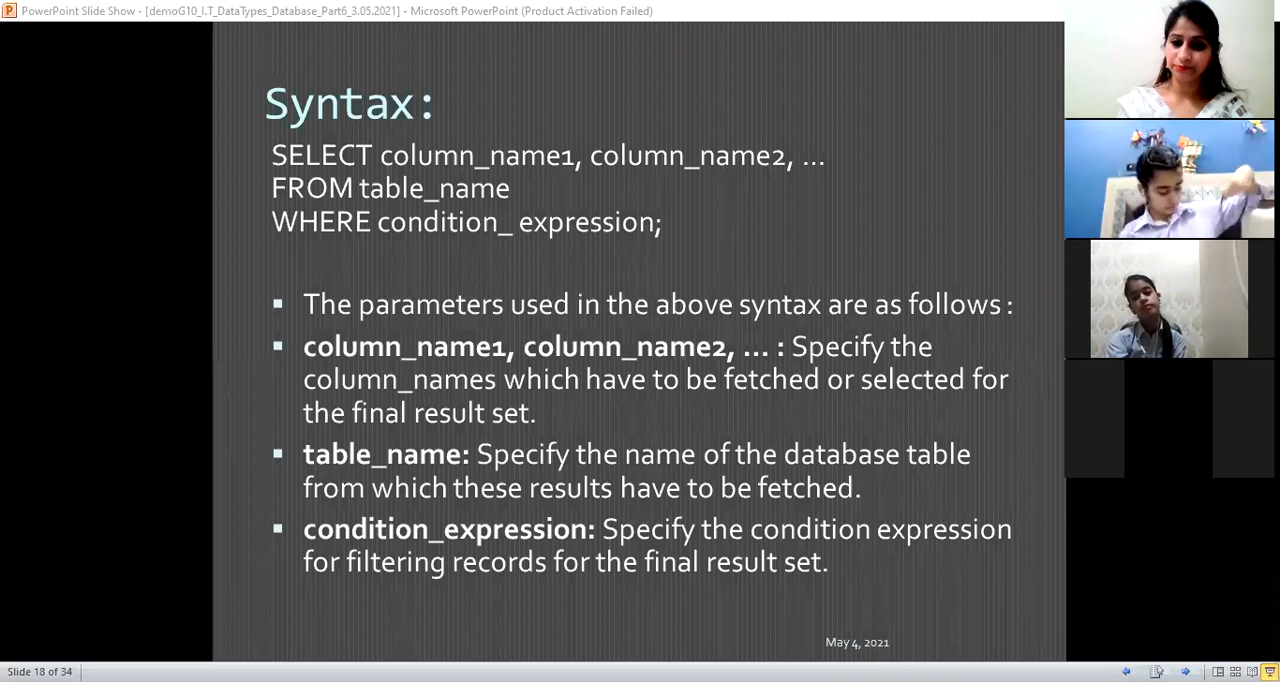 PowerPoint Slide Show - [demoG10_I.T_DataTypes_Database_Part6_3.05.2021] - Microsoft PowerPoint (Product Activation Failed)
Syntax:
SELECT column_name1, column_name2, ...
FROM table_name
WHERE condition_ expression;
▪ The parameters used in the above syntax are as follows :
▪ column_name1, column_name2, ... : Specify the
column_names which have to be fetched or selected for
the final result set.
▪ table_name: Specify the name of the database table
from which these results have to be fetched.
▪ condition_expression: Specify the condition expression
for filtering records for the final result set.
May 4, 2021
Slide 18 of 34